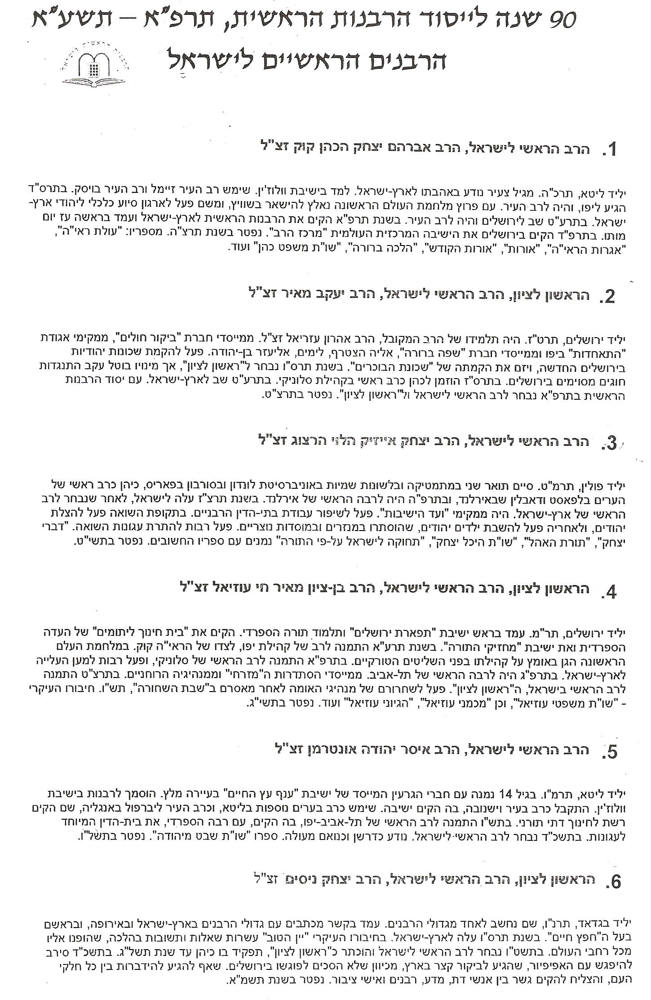 90 שנה לייסוד הרבנות הראשית, תרפ"א – תשע"א
הרבנים הראשיים לישראל
1. הרב הראשי לישראל, הרב אברהם יצחק הכהן קוק זצ"ל
יליד ליטא, תרכ"ה. מגיל צעיר נודע באהבתו לארץ-ישראל. למד בישיבת וולוז'ין. שימש רב העיר זיימל ורב העיר בויסק. בתרס"ד
הגיע ליפו, והיה לרב העיר. עם פרוץ מלחמת העולם הראשונה נאלץ להישאר בשוויץ, ומשם פעל לארגון סיוע כלכלי ליהודי ארץ-
ישראל. בתרע"ט שב לירושלים והיה לרב העיר. בשנת תרפ"א הקים את הרבנות הראשית לארץ-ישראל ועמד בראשה עז יום
מותו. בתרפ"ד הקים בירושלים את הישיבה המרכזית העולמית "מרכז הרב". נפטר בשנת תרצ"ה. מספריו: "עולת ראי"ה",
"אגרות הראי"ה", "אורות", "אורות הקודש", "הלכה ברורה", "שו"ת משפט כהן" ועוד.
2. הראשון לציון, הרב הראשי לישראל, הרב יעקב מאיר זצ"ל
יליד ירושלים, תרט"ז. היה תלמידו של הרב המקובל, הרב אהרון עזריאל זצ"ל. ממייסדי חברת "ביקור חולים", ממקימי אגודת
"התאחדות" ביפו וממייסדי חברת "שפה ברורה", אליה הצטרף, לימים, אליעזר בן-יהודה. פעל להקמת שכונות יהודיות
בירושלים החדשה, ויזם את הקמתה של "שכונת הבוכרים". בשנת תרס"ו נבחר ל"ראשון לציון", אך מינויו בוטל עקב התנגדות
חוגים מסוימים בירושלים. בתרס"ז הוזמן לכהן כרב ראשי בקהילת סלוניקי. בתרע"ט שב לארץ-ישראל. עם יסוד הרבנות
הראשית בתרפ"א נבחר לרב הראשי לישראל ול"ראשון לציון". נפטר בתרצ"ט.
3. הרב הראשי לישראל, הרב יצחק אייזיק הלוי הרצוג זצ"ל
יליד פולין, תרמ"ט. סיים תואר שני במתמטיקה ובלשונות שמיות באוניברסיטת לונדון ובסורבון בפאריס, כיהן כרב ראשי של
הערים בלפאסט ודאבלין שבאירלנד, ובתרפ"ה היה לרבה הראשי של אירלנד. בשנת תרצ"ז עלה לישראל, לאחר שנבחר לרב
הראשי של ארץ-ישראל. היה ממקימי "ועד הישיבות". פעל לשיפור עבודת בתי-הדין הרבניים. בתקופת השואה פעל להצלת
יהודים, ולאחריה פעל להשבת ילדים יהודים, שהוסתרו במנזרים ובמוסדות נוצריים. פעל רבות להתרת עגונות השואה. "דברי
יצחק", "תורת האהל", "שו"ת היכל יצחק", "תחוקה לישראל על-פי התורה" נמנים עם ספריו החשובים. נפטר בתשי"ט.
4. הראשון לציון, הרב הראשי לישראל, הרב בן-ציון מאיר חי עוזיאל זצ"ל
יליד ירושלים, תר"מ. עמד בראש ישיבת "תפארת ירושלים" ותלמוד תורה הספרדי. הקים את "בית חינוך ליתומים" של העדה
הספרדית ואת ישיבת "מחזיקי התורה". בשנת תרע"א התמנה לרב של קהילת יפו, לצדו של הראי"ה קוק. במלחמת העלם
הראשונה הגן באומץ על קהילתו בפני השליטים הטורקיים. בתרפ"א התמנה לרב הראשי של סלוניקי, ופעל רבות למען העלייה
לארץ-ישראל. בתרפ"ג היה לרבה הראשי של תל-אביב. ממייסדי הסתדרות ה"מזרחי" וממנהיגיה הרוחניים. בתרצ"ט התמנה
לרב הראשי בישראל, ה"ראשון לציון". פעל לשחרורם של מנהיגי האומה לאחר מאסרם ב"שבת השחורה", תש"ו. חיבורו העיקרי
- "שו"ת משפטי עוזיאל", וכן "מכמני עוזיאל", "הגיוני עוזיאל" ועוד. נפטר בתשי"ג.
5. הרב הראשי לישראל, הרב איסר יהודה אונטרמן זצ"ל
יליד ליטא, תרמ"ו. בגיל 14 נמנה עם חברי הגרעין המייסד של ישיבת "ענף עץ החיים" בעיירה מלץ. הוסמך לרבנות בישיבת
וולוז'ין. התקבל כרב בעיר וישנובה, בה הקים ישיבה. שימש כרב בערים נוספות בליטא, וכרב העיר ליברפול באנגליה, שם הקים
רשת לחינוך דתי תורני. בתש"ו התמנה לרב הראשי של תל-אביב-יפו, בה הקים, עם רבה הספרדי, את בית-הדין המיוחד
לעגונות. בתשכ"ד נבחר לרב הראשי לישראל. נודע כדרשן וכנואם מעולה. ספרו "שו"ת שבט מיהודה". נפטר בתשל"ו.
6. הראשון לציון, הרב הראשי לישראל, הרב יצחק ניסים זצ"ל
יליד בגדאד, תרנ"ו, שם נחשב לאחד מגדולי הרבנים. עמד בקשר מכתבים עם גדולי הרבנים בארץ-ישראל ובאירופה, ובראשם
בעל ה"חפץ חיים". בשנת תרס"ו עלה לארץ-ישראל. בחיבורו העיקרי "יין הטוב" עשרות שאלות ותשובות בהלכה, שהופנו אליו
מכל רחבי העולם. בתשט"ו נבחר לרב הראשי לישראל והוכתר כ"ראשון לציון", תפקיד בו כיהן עד שנת תשל"ג. בתשכ"ד סירב
להיפגש עם האפיפיור, שהגיע לביקור קצר בארץ, מכיוון שלא הסכים לפוגשו בירושלים. שאף להגיע להידברות בין כל חלקי
העם, והצליח להקים גשר בין אנשי דת, מדע, רבנים ואישי ציבור. נפטר בשנת תשמ"א.